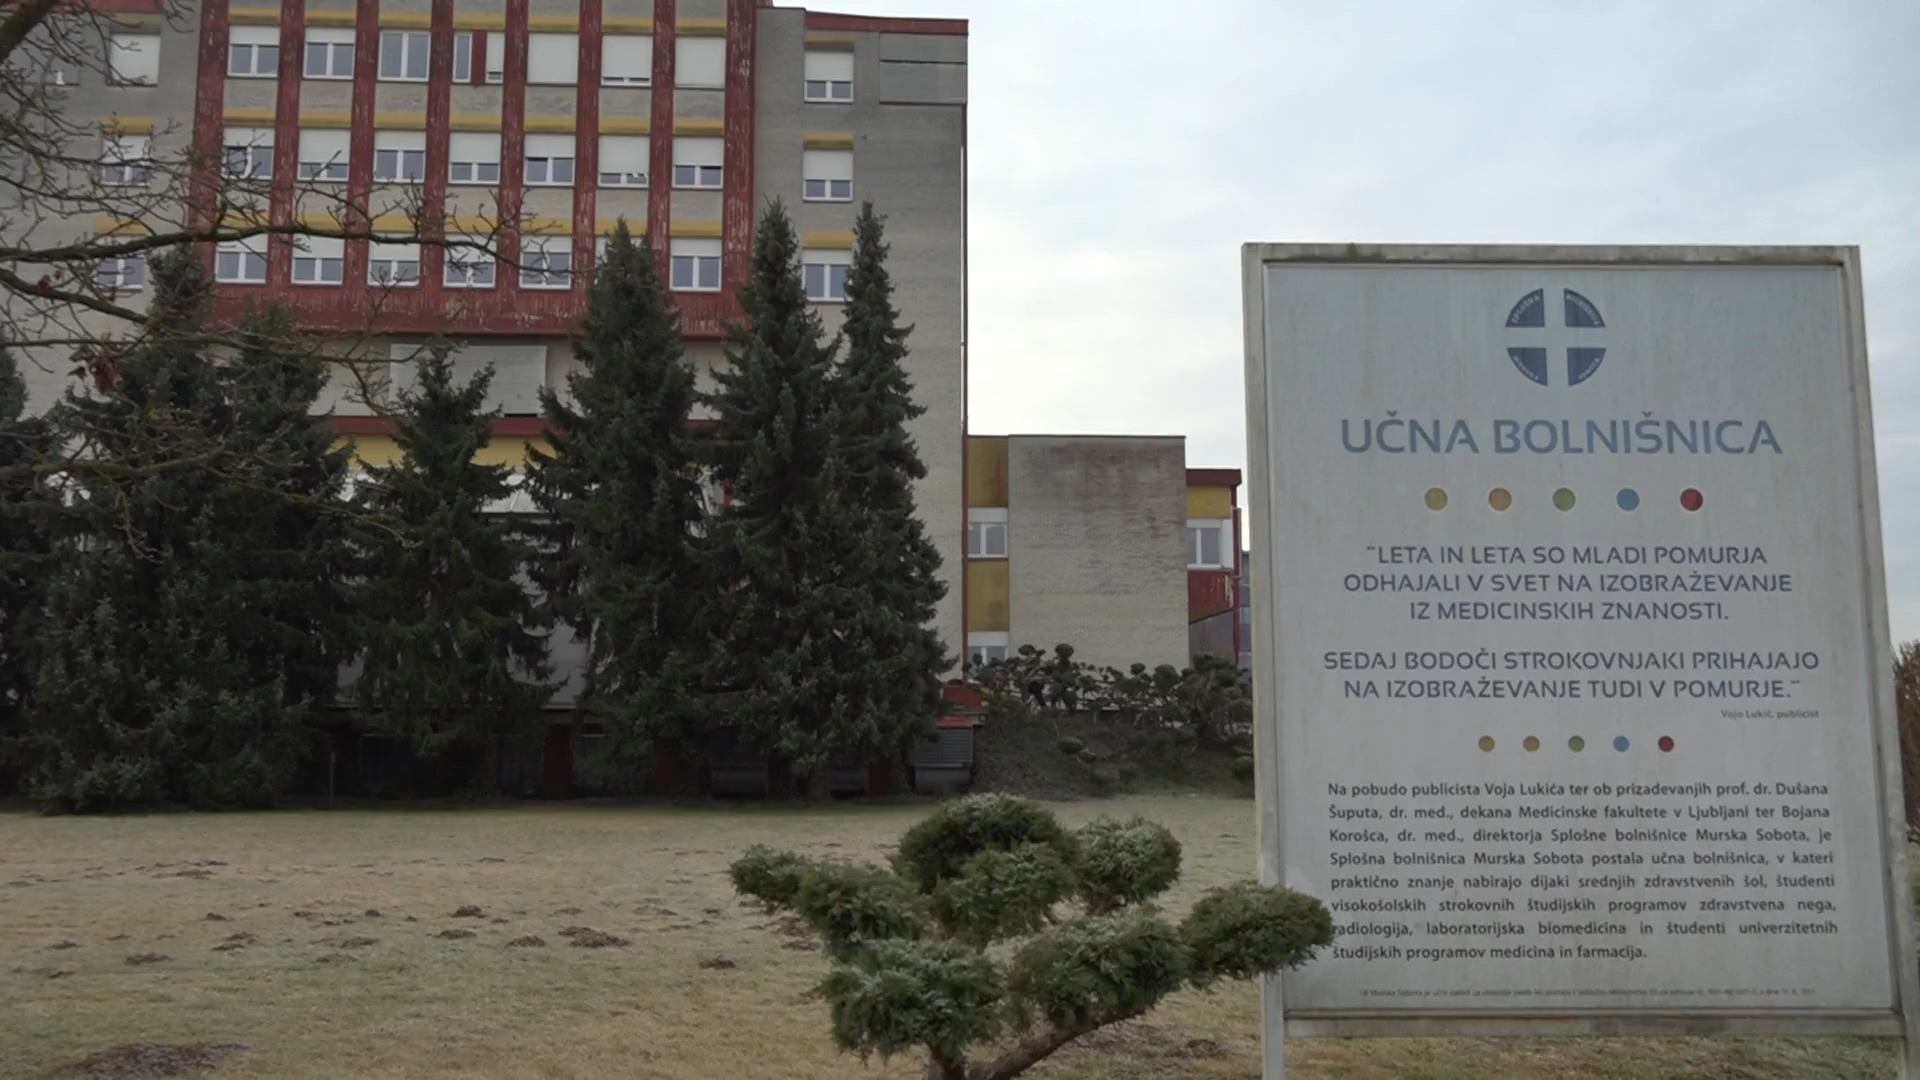 SPLOŠNA BOLNIŠNICA
MURSKA SOBOTA
UČNA BOLNIŠNICA
"LETA IN LETA SO MLADI POMURJA
ODHAJALI V SVET NA IZOBRAŽEVANJE
IZ MEDICINSKIH ZNANOSTI.
SEDAJ BODOČI STROKOVNJAKI PRIHAJAJO
NA IZOBRAŽEVANJE TUDI V POMURJE."
Vojo Lukić, publicist
Na pobudo publicista Voja Lukića ter ob prizadevanjih prof. dr. Dušana
Šuputa, dr. med., dekana Medicinske fakultete v Ljubljani ter Bojana
Korošca, dr. med., direktorja Splošne bolnišnice Murska Sobota, je
Splošna bolnišnica Murska Sobota postala učna bolnišnica, v kateri
praktično znanje nabirajo dijaki srednjih zdravstvenih šol, študenti
visokošolskih strokovnih študijskih programov zdravstvena nega,
radiologija, laboratorijska biomedicina in študenti univerzitetnih
študijskih programov medicina in farmacija.